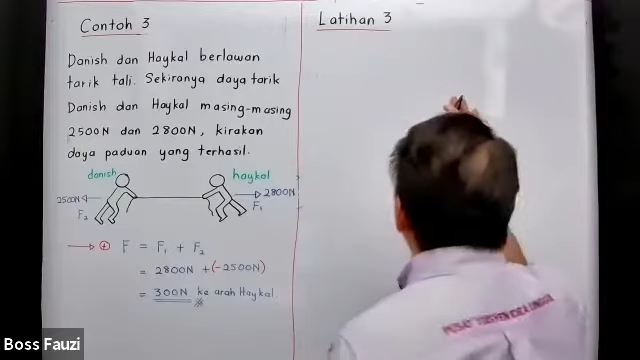 Contoh 3
Danish dan Haykal berlawan
tarik tali. Sekiranya daya tarik
Danish dan Haykal masing-masing
2500N dan 2800N, kirakan
daya paduan yang terhasil.
danish
haykal
2500N
2800N
F₂
F₁
F = F₁ + F₂
= 2800N + (-2500N)
= 300N ke arah Haykal
Latihan 3
PUSAT TUISYEN
Boss Fauzi